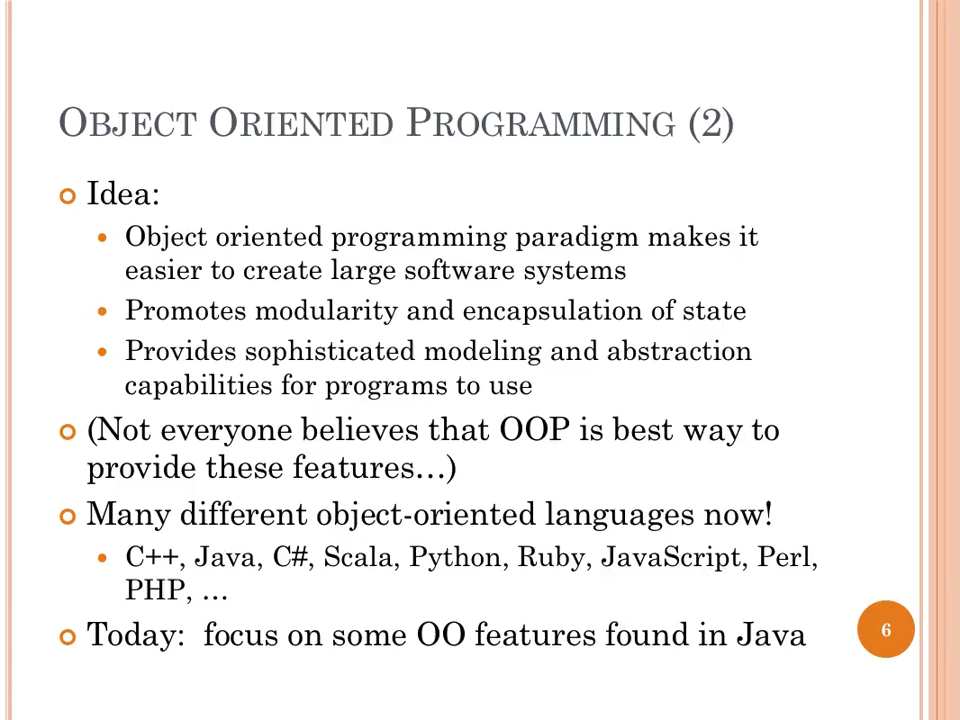 OBJECT ORIENTED PROGRAMMING (2)
Idea:
Object oriented programming paradigm makes it
easier to create large software systems
Promotes modularity and encapsulation of state
Provides sophisticated modeling and abstraction
capabilities for programs to use
(Not everyone believes that OOP is best way to
provide these features…)
Many different object-oriented languages now!
C++, Java, C#, Scala, Python, Ruby, JavaScript, Perl,
PHP, …
Today:  focus on some OO features found in Java
6